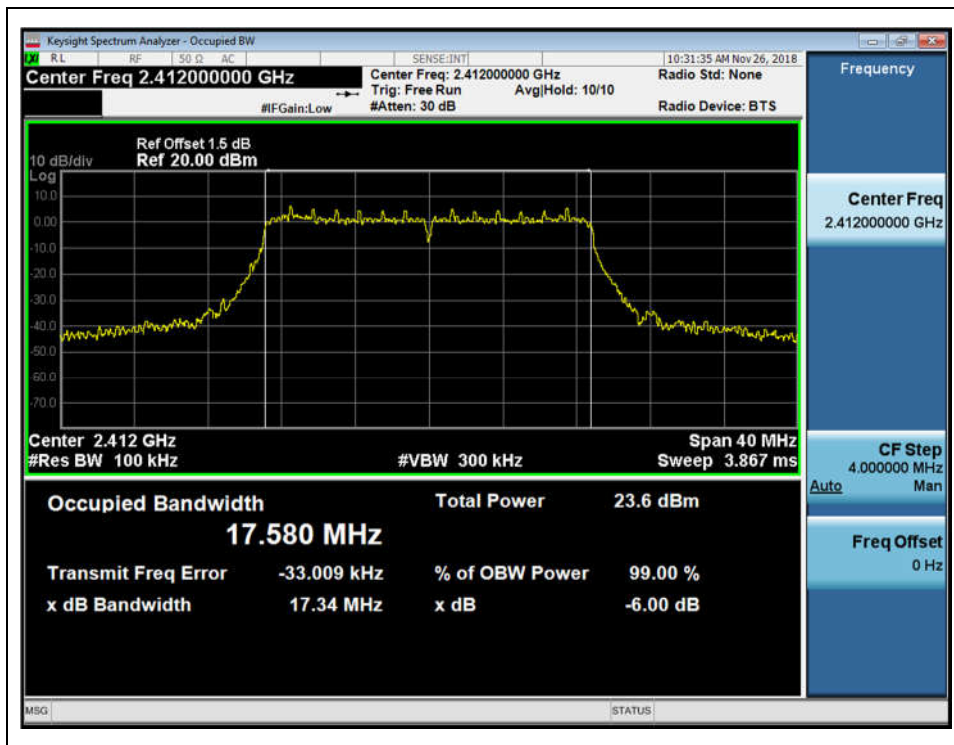 Keysight Spectrum Analyzer - Occupied BW
LXI RL RF 50 Ω AC SENSE:INT 10:31:35 AM Nov 26, 2018
Center Freq 2.412000000 GHz
Center Freq: 2.412000000 GHz Radio Std: None
Trig: Free Run Avg|Hold: 10/10
#IFGain:Low #Atten: 30 dB Radio Device: BTS
Frequency
Ref Offset 1.5 dB
10 dB/div Ref 20.00 dBm
Log
10.0
0.00
-10.0
-20.0
-30.0
-40.0
-50.0
-60.0
-70.0
Center 2.412 GHz Span 40 MHz
#Res BW 100 kHz #VBW 300 kHz Sweep 3.867 ms
Center Freq
2.412000000 GHz
CF Step
4.000000 MHz
Auto Man
Freq Offset
0 Hz
Occupied Bandwidth Total Power 23.6 dBm
17.580 MHz
Transmit Freq Error -33.009 kHz % of OBW Power 99.00 %
x dB Bandwidth 17.34 MHz x dB -6.00 dB
MSG STATUS